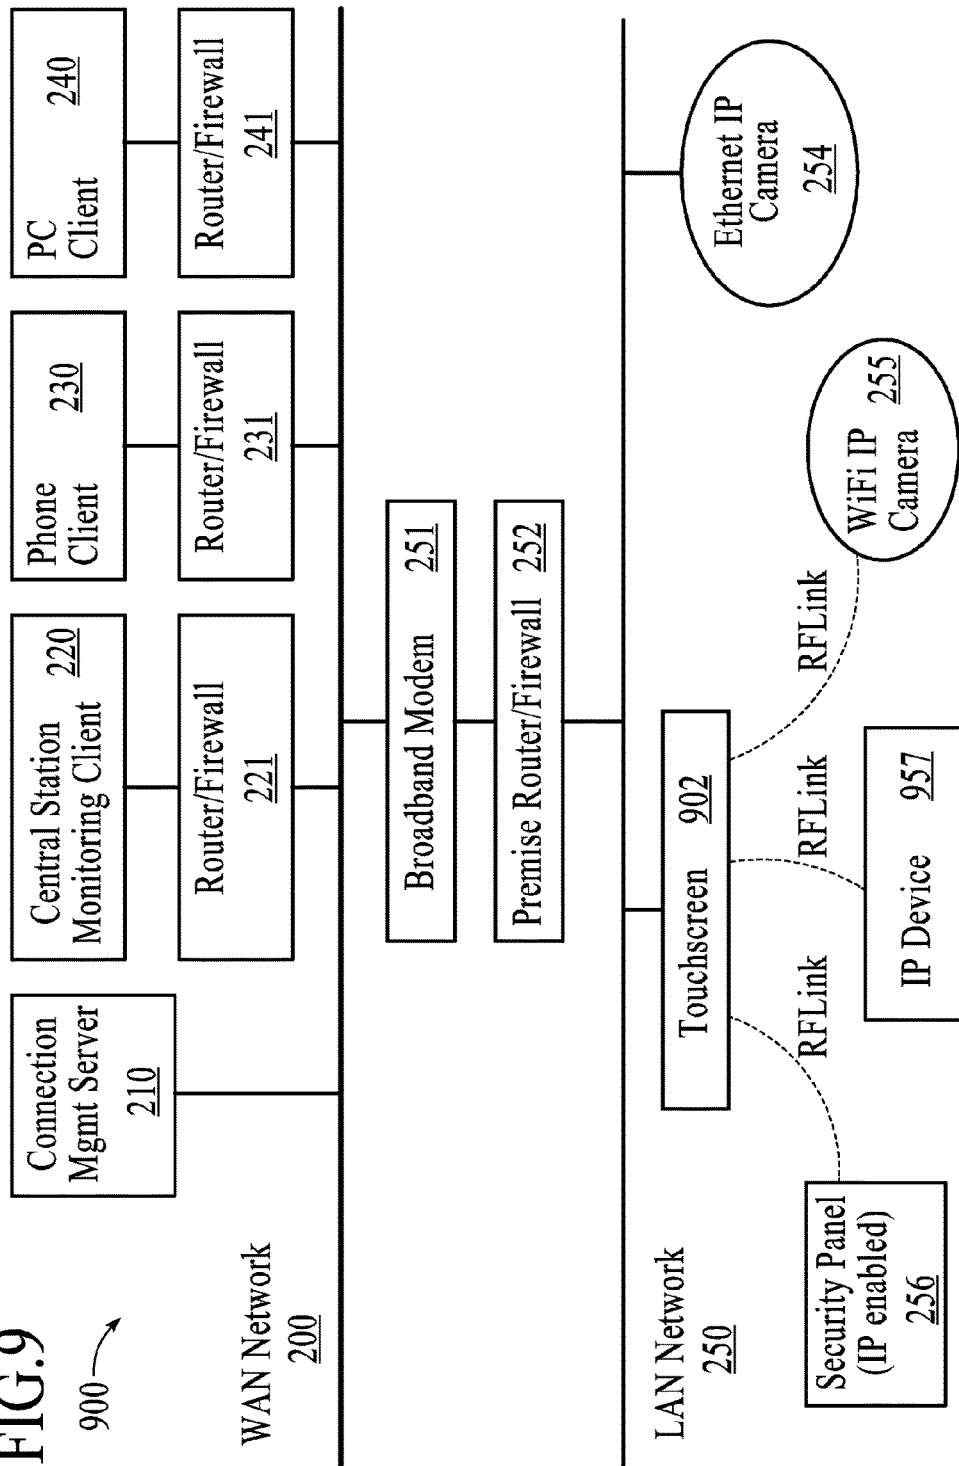 FIG.9
900
Connection
Mgmt Server
210
Central Station
Monitoring Client
220
Phone
Client
230
PC
Client
240
Router/Firewall
221
Router/Firewall
231
Router/Firewall
241
WAN Network
200
Broadband Modem
251
Premise Router/Firewall
252
LAN Network
250
Touchscreen
902
Ethernet IP
Camera
254
RFLink
RFLink
RFLink
Security Panel
(IP enabled)
256
IP Device
957
WiFi IP
Camera
255